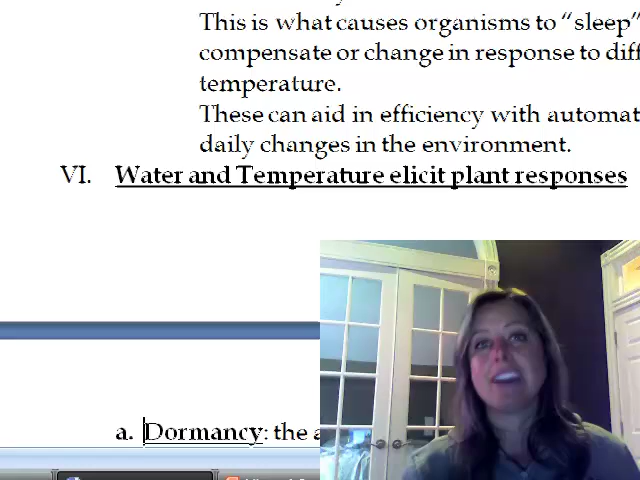 This is what causes organisms to “sleep”
compensate or change in response to diff
temperature.
These can aid in efficiency with automat
daily changes in the environment.
VI. Water and Temperature elicit plant responses
a. Dormancy: the a